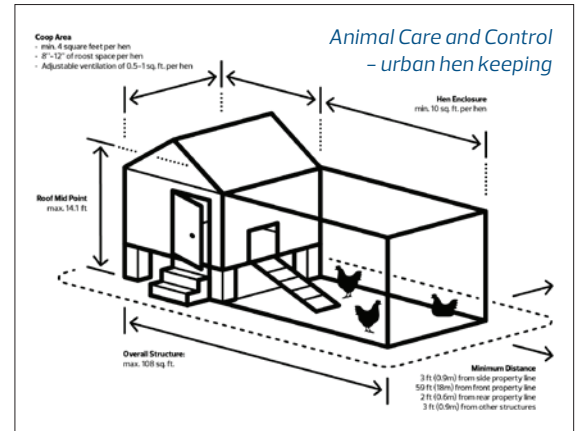 Animal Care and Control
– urban hen keeping
Coop Area
- min. 4 square feet per hen
- 8"-12" of roost space per hen
- Adjustable ventilation of 0.5-1 sq. ft. per hen
Hen Enclosure
min. 10 sq. ft. per hen
Roof Mid Point
max. 14.1 ft
Overall Structure:
max. 108 sq. ft.
Minimum Distance
3 ft (0.9m) from side property line
59 ft (18m) from front property line
2 ft (0.6m) from rear property line
3 ft (0.9m) from other structures